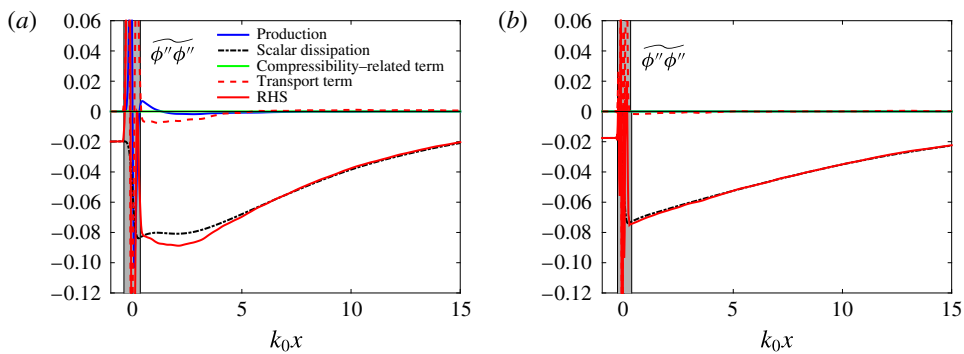 (a)
0.06
0.04
0.02
0
−0.02
−0.04
−0.06
−0.08
−0.10
−0.12
0 5 10 15
k₀x
φ″φ″
Production
Scalar dissipation
Compressibility–related term
Transport term
RHS
(b)
0.06
0.04
0.02
0
−0.02
−0.04
−0.06
−0.08
−0.10
−0.12
0 5 10 15
k₀x
φ″φ″